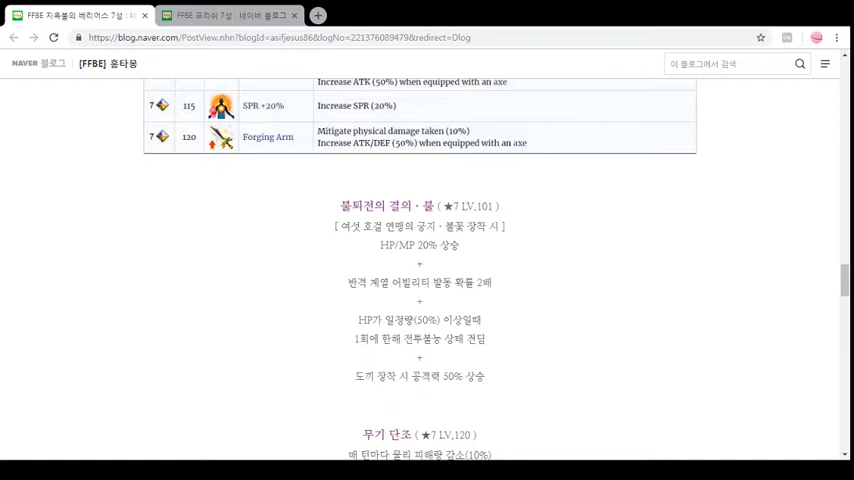 FFBE 지옥불의 베리어스 7성 : 네 × FFBE 프리쉬 7성 : 네이버 블로그 ×
https://blog.naver.com/PostView.nhn?blogId=asifjesus86&logNo=221376089479&redirect=Dlog
NAVER 블로그 | [FFBE] 홍타몽 이 블로그에서 검색
Increase ATK (50%) when equipped with an axe
7 115 SPR +20% Increase SPR (20%)
7 120 Forging Arm Mitigate physical damage taken (10%)
Increase ATK/DEF (50%) when equipped with an axe
불퇴전의 결의 · 불 ( ★7 LV.101 )
[ 여섯 호걸 연맹의 긍지 · 불꽃 장착 시 ]
HP/MP 20% 상승
+
반격 계열 어빌리티 발동 확률 2배
+
HP가 일정량(50%) 이상일때
1회에 한해 전투불능 상태 견딤
+
도끼 장착 시 공격력 50% 상승
무기 단조 ( ★7 LV.120 )
매 턴마다 물리 피해량 감소(10%)